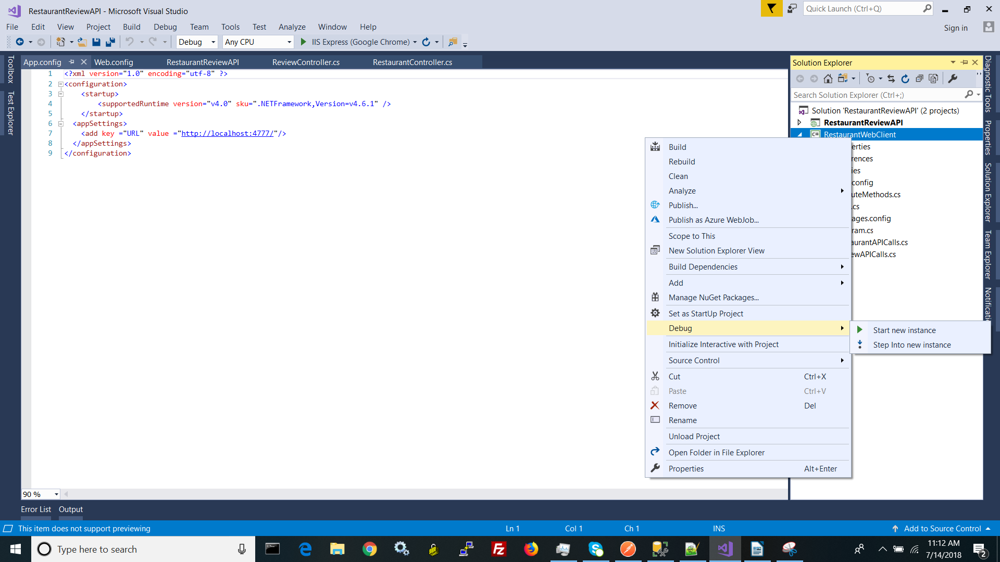 RestaurantReviewAPI - Microsoft Visual Studio
Quick Launch (Ctrl+Q)
File Edit View Project Build Debug Team Tools Test Analyze Window Help
Sign in
Debug Any CPU IIS Express (Google Chrome)
Toolbox
Test Explorer
App.config Web.config RestaurantReviewAPI ReviewController.cs RestaurantController.cs
1 <?xml version="1.0" encoding="utf-8" ?>
2 <configuration>
3 <startup>
4 <supportedRuntime version="v4.0" sku=".NETFramework,Version=v4.6.1" />
5 </startup>
6 <appSettings>
7 <add key ="URL" value ="http://localhost:4777/"/>
8 </appSettings>
9 </configuration>
90 %
Error List Output
Solution Explorer
Search Solution Explorer (Ctrl+;)
Solution 'RestaurantReviewAPI' (2 projects)
RestaurantReviewAPI
RestaurantWebClient
erties
rences
ies
config
uteMethods.cs
.cs
ages.config
ram.cs
aurantAPICalls.cs
ewAPICalls.cs
Build
Rebuild
Clean
Analyze
Publish...
Publish as Azure WebJob...
Scope to This
New Solution Explorer View
Build Dependencies
Add
Manage NuGet Packages...
Set as StartUp Project
Debug
Initialize Interactive with Project
Source Control
Cut Ctrl+X
Paste Ctrl+V
Remove Del
Rename
Unload Project
Open Folder in File Explorer
Properties Alt+Enter
Start new instance
Step Into new instance
Diagnostic Tools
Properties
Solution Explorer
Team Explorer
Notificati
This item does not support previewing
Ln 1 Col 1 Ch 1 INS
Add to Source Control
Type here to search
11:12 AM
7/14/2018
2